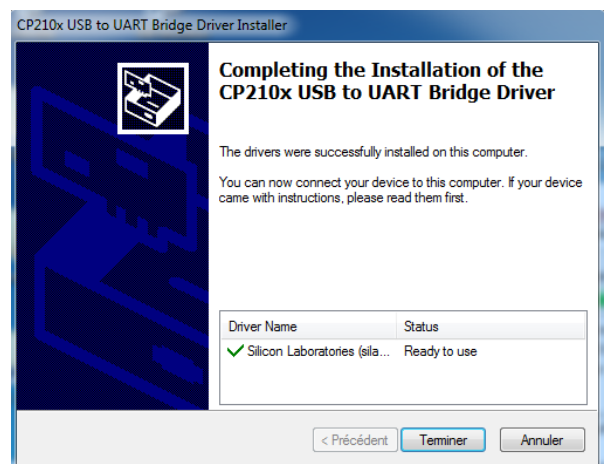 CP210x USB to UART Bridge Driver Installer
Completing the Installation of the
CP210x USB to UART Bridge Driver
The drivers were successfully installed on this computer.
You can now connect your device to this computer. If your device
came with instructions, please read them first.
Driver Name Status
Silicon Laboratories (sila... Ready to use
< Précédent Terminer Annuler